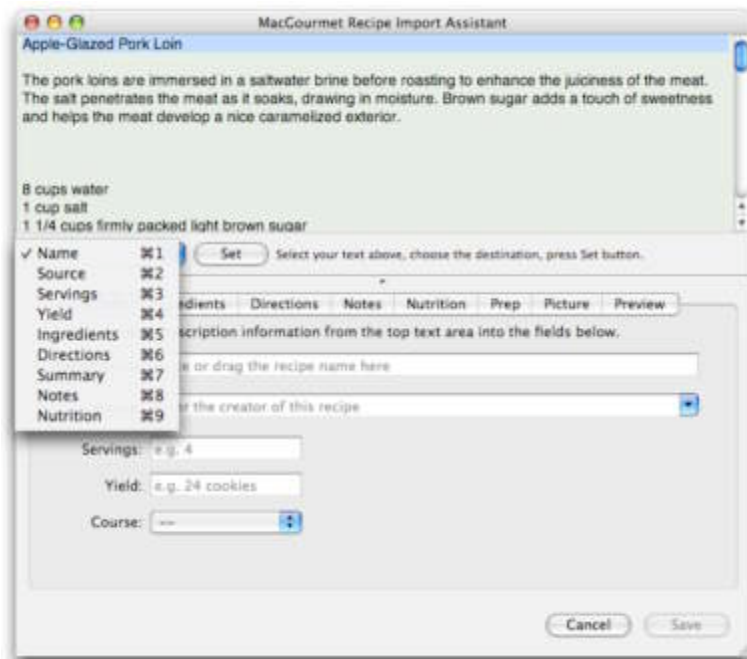 MacGourmet Recipe Import Assistant
Apple-Glazed Pork Loin
The pork loins are immersed in a saltwater brine before roasting to enhance the juiciness of the meat.
The salt penetrates the meat as it soaks, drawing in moisture. Brown sugar adds a touch of sweetness
and helps the meat develop a nice caramelized exterior.
8 cups water
1 cup salt
1 1/4 cups firmly packed light brown sugar
✓ Name ⌘1
Set Select your text above, choose the destination, press Set button.
Source ⌘2
Servings ⌘3
Yield ⌘4
Ingredients ⌘5
Directions ⌘6
Summary ⌘7
Notes ⌘8
Nutrition ⌘9
Directions Notes Nutrition Prep Picture Preview
information from the top text area into the fields below.
or drag the recipe name here
the creator of this recipe
Servings: e.g. 4
Yield: e.g. 24 cookies
Course: --
Cancel Save